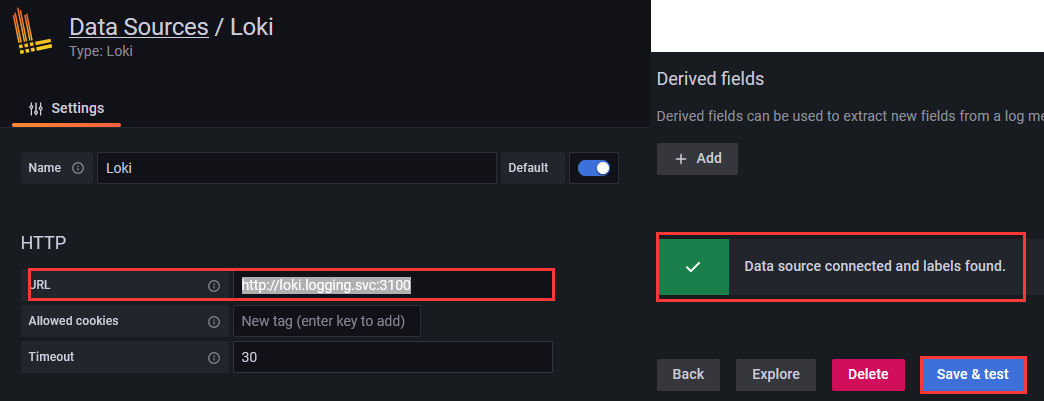 Data Sources / Loki
Type: Loki
Settings
Name
Loki
Default
HTTP
URL
http://loki.logging.svc:3100
Allowed cookies
New tag (enter key to add)
Timeout
30
Derived fields
Derived fields can be used to extract new fields from a log me
+ Add
Data source connected and labels found.
Back
Explore
Delete
Save & test